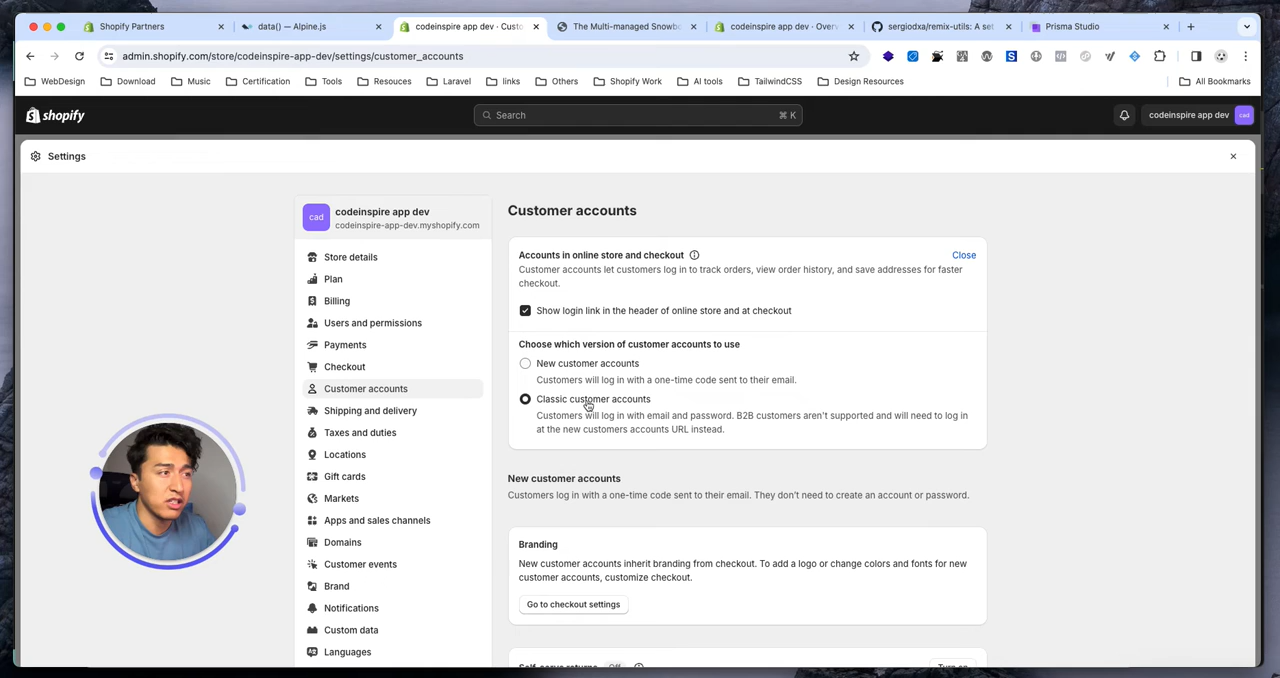 Shopify Partners
data() — Alpine.js
codeinspire app dev · Custo
The Multi-managed Snowbo
codeinspire app dev · Overv
sergiodxa/remix-utils: A set
Prisma Studio
admin.shopify.com/store/codeinspire-app-dev/settings/customer_accounts
WebDesign
Download
Music
Certification
Tools
Resouces
Laravel
links
Others
Shopify Work
AI tools
TailwindCSS
Design Resources
All Bookmarks
shopify
Search
⌘ K
codeinspire app dev
cad
Settings
cad
codeinspire app dev
codeinspire-app-dev.myshopify.com
Store details
Plan
Billing
Users and permissions
Payments
Checkout
Customer accounts
Shipping and delivery
Taxes and duties
Locations
Gift cards
Markets
Apps and sales channels
Domains
Customer events
Brand
Notifications
Custom data
Languages
Customer accounts
Accounts in online store and checkout
Close
Customer accounts let customers log in to track orders, view order history, and save addresses for faster
checkout.
Show login link in the header of online store and at checkout
Choose which version of customer accounts to use
New customer accounts
Customers will log in with a one-time code sent to their email.
Classic customer accounts
Customers will log in with email and password. B2B customers aren't supported and will need to log in
at the new customers accounts URL instead.
New customer accounts
Customers log in with a one-time code sent to their email. They don't need to create an account or password.
Branding
New customer accounts inherit branding from checkout. To add a logo or change colors and fonts for new
customer accounts, customize checkout.
Go to checkout settings
Self-serve returns
Off
Turn on